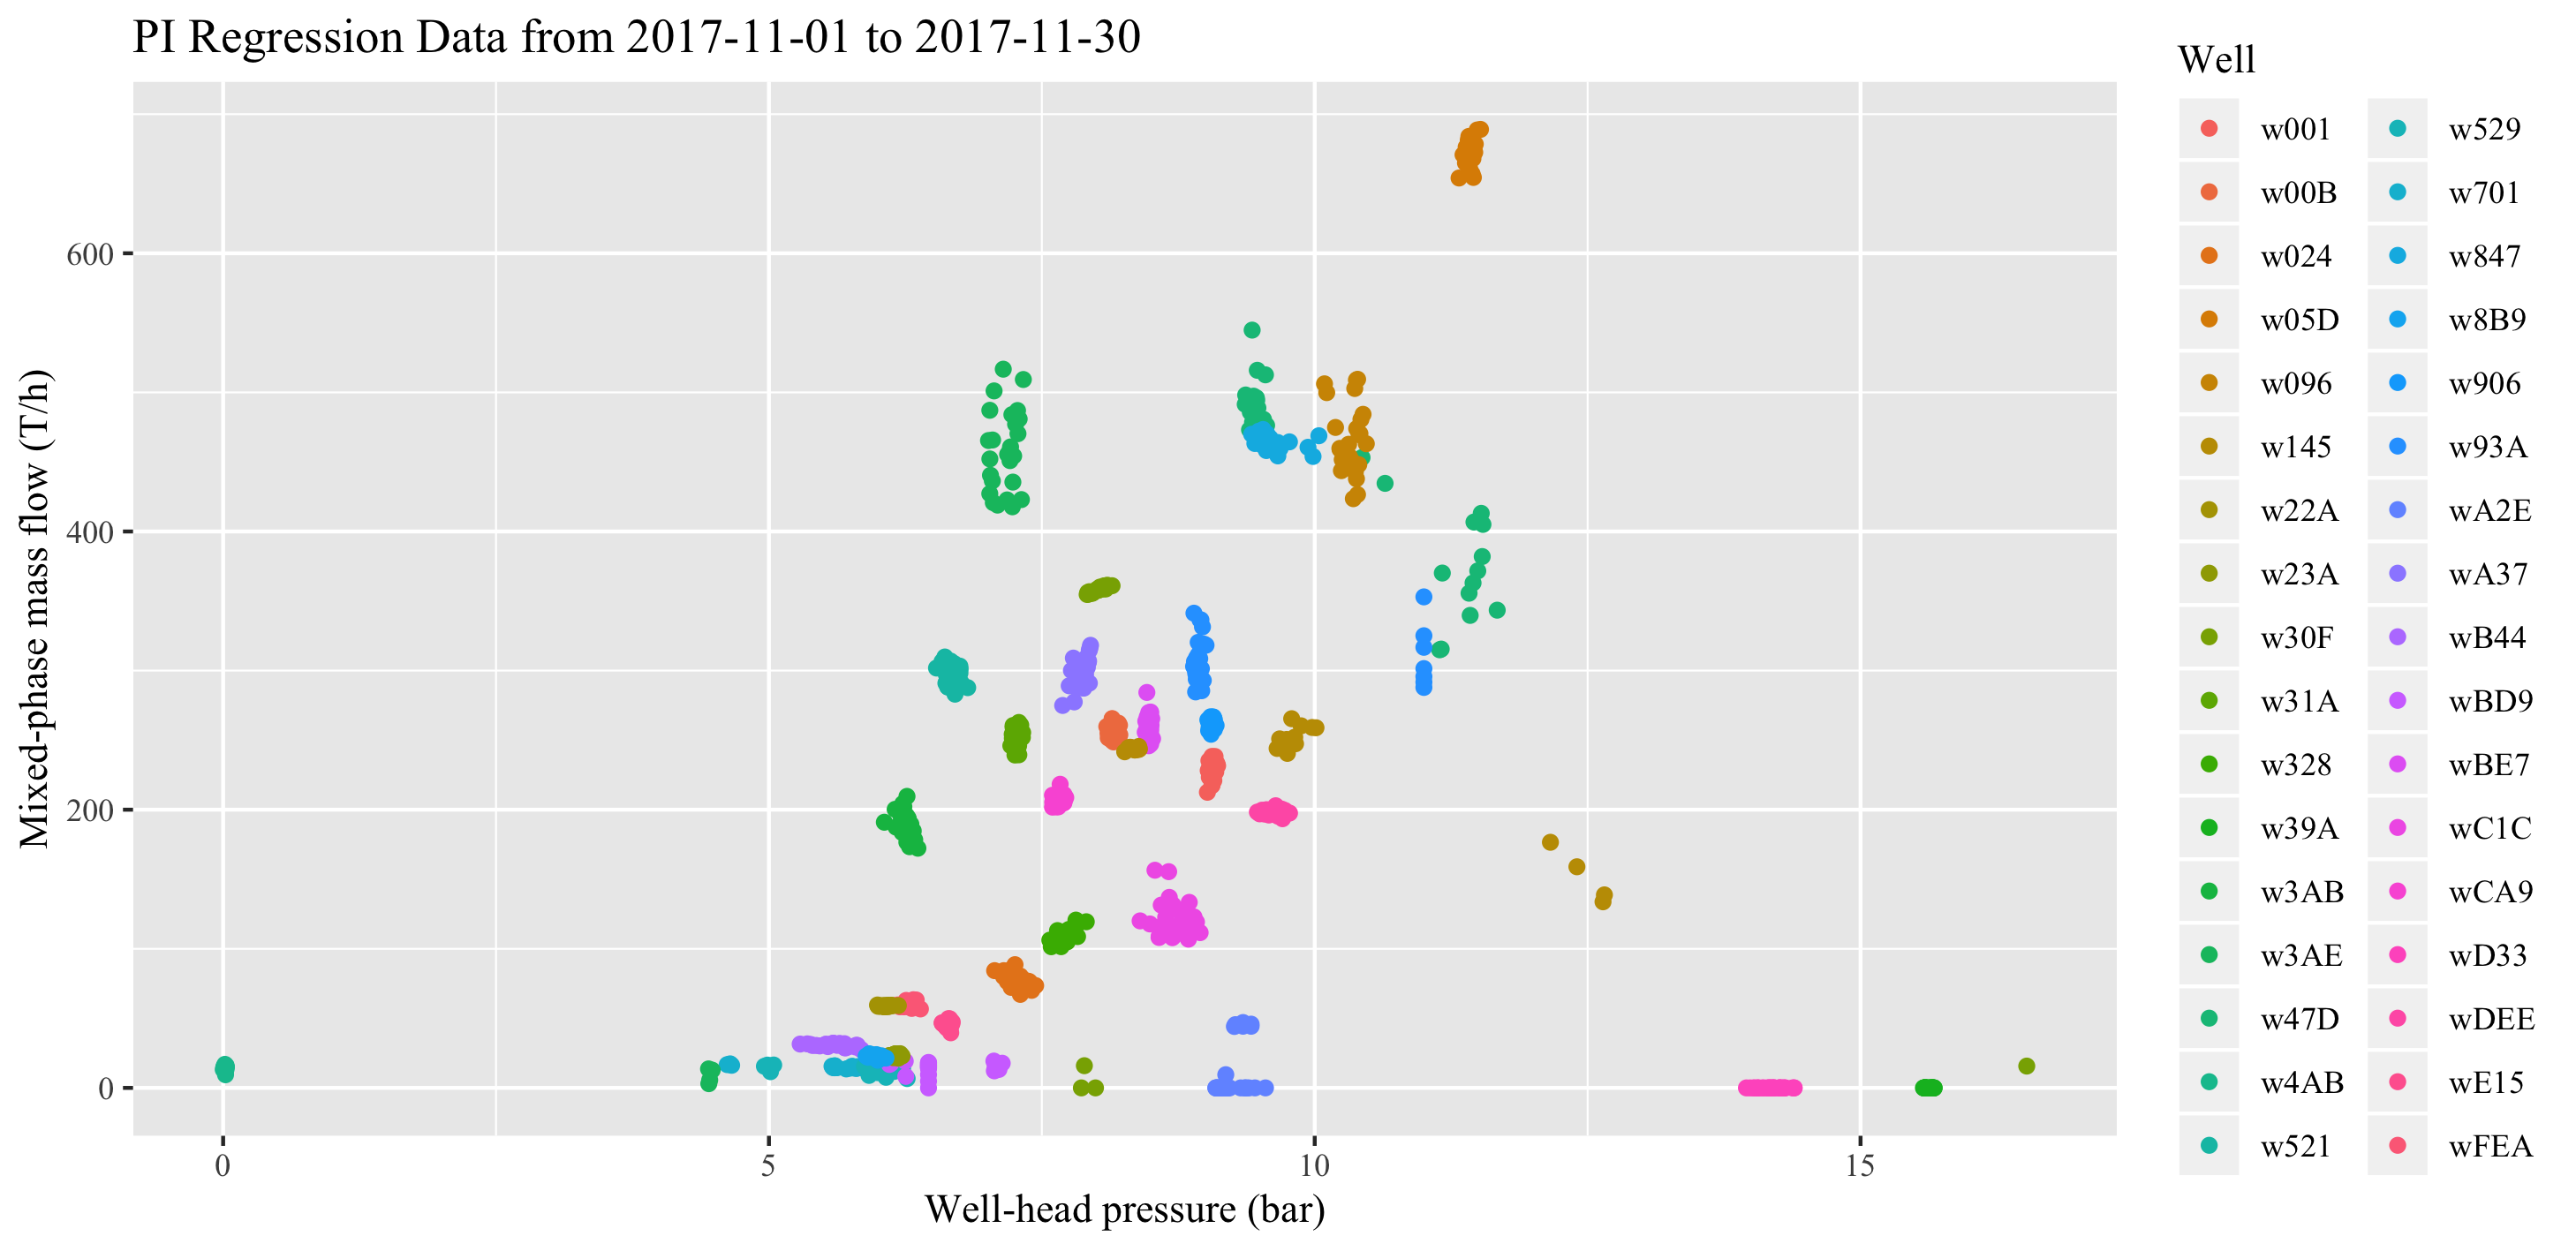 PI Regression Data from 2017-11-01 to 2017-11-30
Mixed-phase mass flow (T/h)
600
400
200
0
0 5 10 15
Well-head pressure (bar)
Well
w001 w529
w00B w701
w024 w847
w05D w8B9
w096 w906
w145 w93A
w22A wA2E
w23A wA37
w30F wB44
w31A wBD9
w328 wBE7
w39A wC1C
w3AB wCA9
w3AE wD33
w47D wDEE
w4AB wE15
w521 wFEA